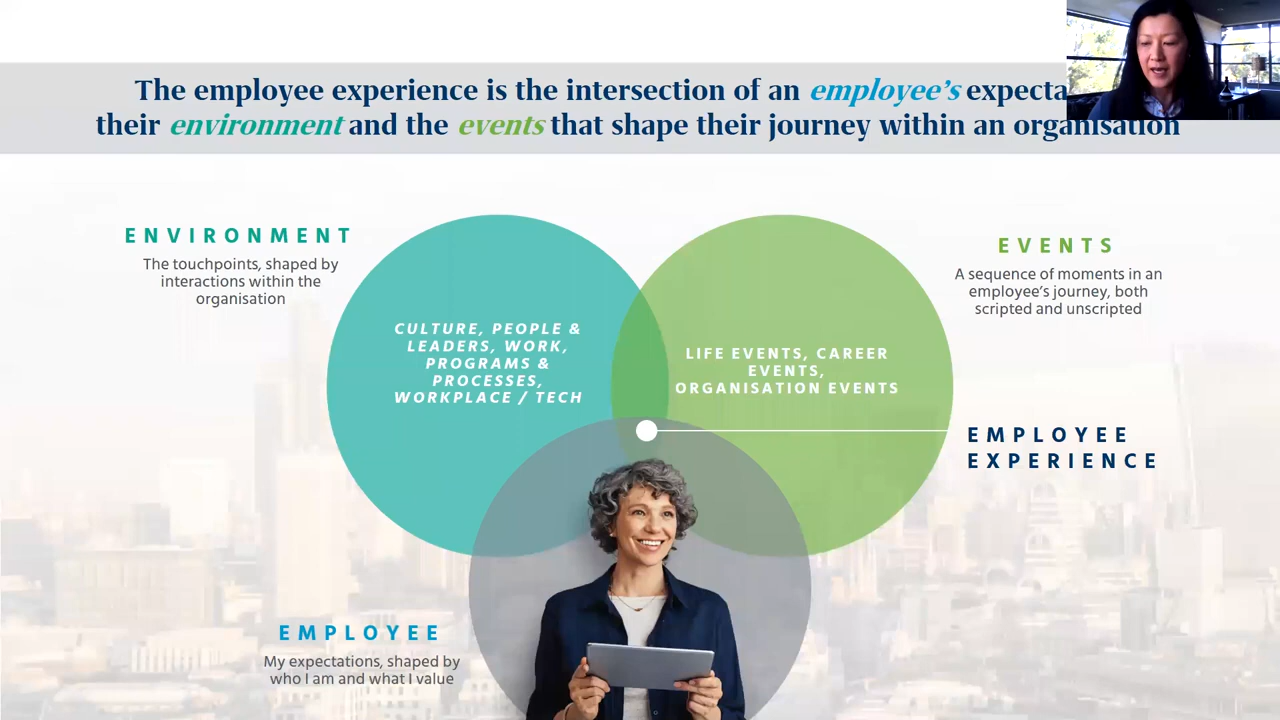 The employee experience is the intersection of an employee's
their environment and the events that shape their journey within an organisation
ENVIRONMENT
The touchpoints, shaped by
interactions within the
organisation
CULTURE, PEOPLE &
LEADERS, WORK,
PROGRAMS &
PROCESSES,
WORKPLACE / TECH
LIFE EVENTS, CAREER
EVENTS,
ORGANISATION EVENTS
EVENTS
A sequence of moments in an
employee's journey, both
scripted and unscripted
EMPLOYEE
EXPERIENCE
EMPLOYEE
My expectations, shaped by
who I am and what I value